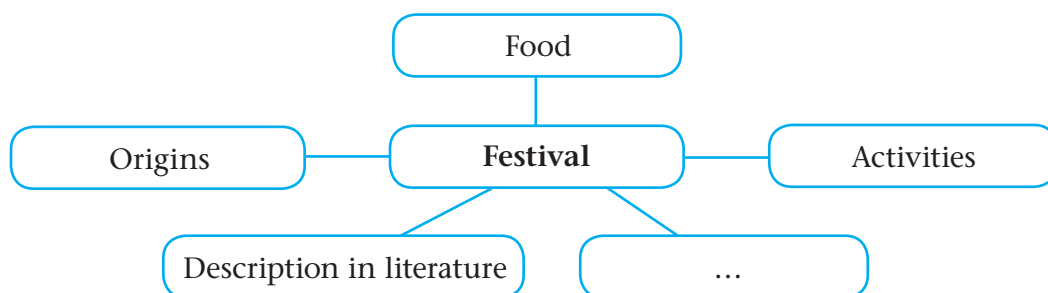 Food
Origins
Festival
Activities
Description in literature
…